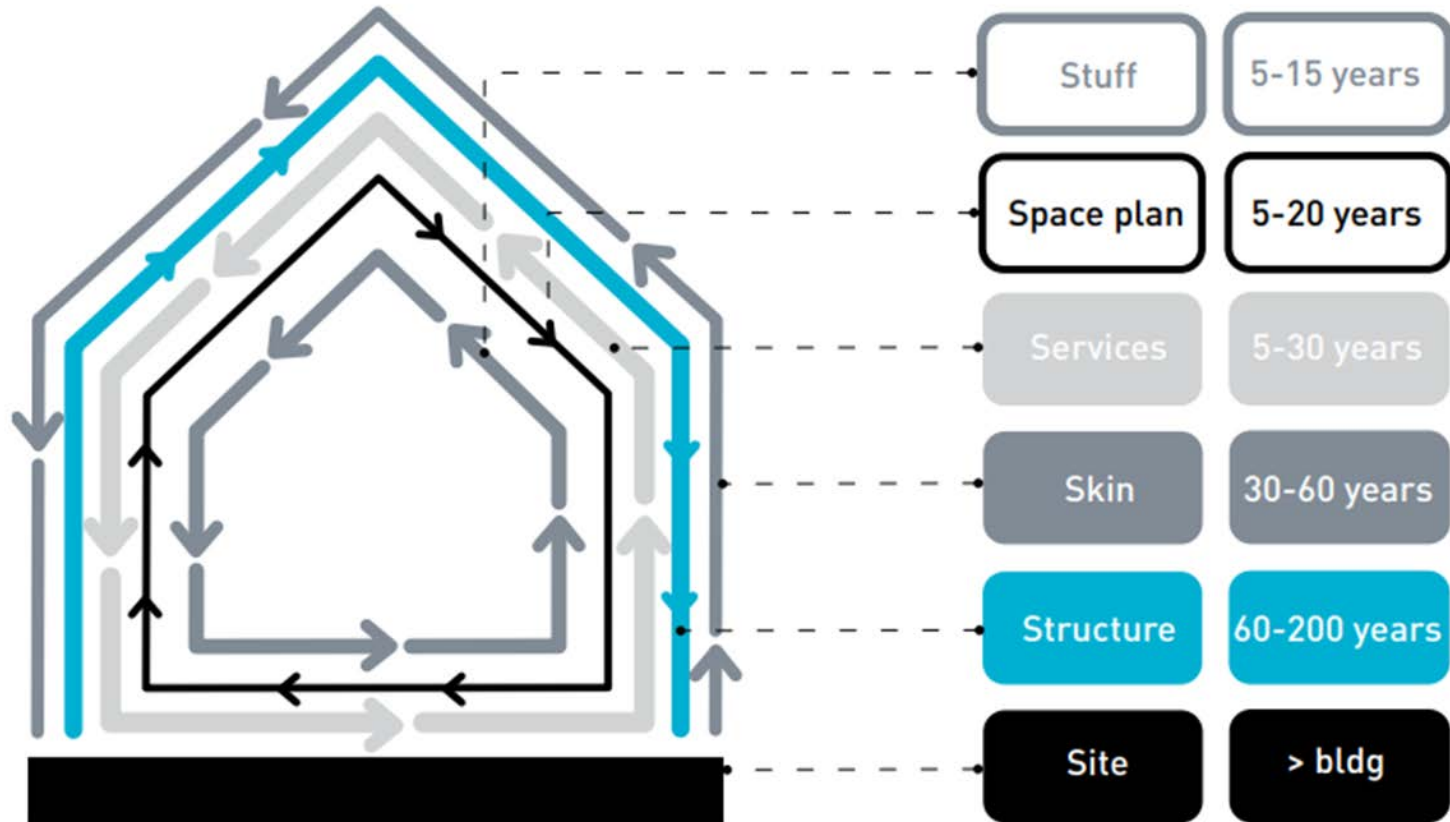 Stuff 5-15 years
Space plan 5-20 years
Services 5-30 years
Skin 30-60 years
Structure 60-200 years
Site > bldg